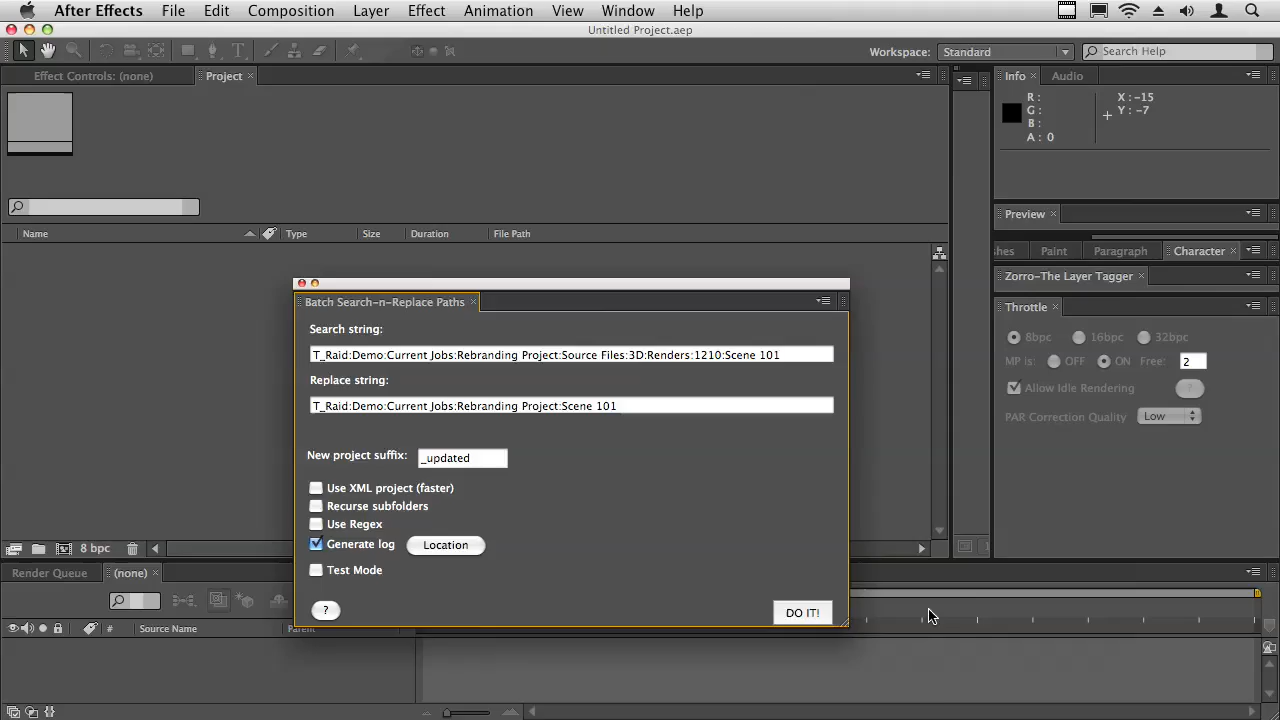 After Effects File Edit Composition Layer Effect Animation View Window Help
Untitled Project.aep
Workspace: Standard Search Help
Effect Controls: (none) Project Info Audio
R : X : -15
G : Y : -7
B :
A : 0
Preview
Name Type Size Duration File Path
shes Paint Paragraph Character
Zorro-The Layer Tagger
Batch Search-n-Replace Paths
Throttle
Search string:
8bpc 16bpc 32bpc
T_Raid:Demo:Current Jobs:Rebranding Project:Source Files:3D:Renders:1210:Scene 101
MP is: OFF ON Free: 2
Replace string:
Allow Idle Rendering ?
T_Raid:Demo:Current Jobs:Rebranding Project:Scene 101
PAR Correction Quality Low
New project suffix: _updated
Use XML project (faster)
Recurse subfolders
Use Regex
Generate log Location
8 bpc
Test Mode
Render Queue (none)
? DO IT!
# Source Name Parent